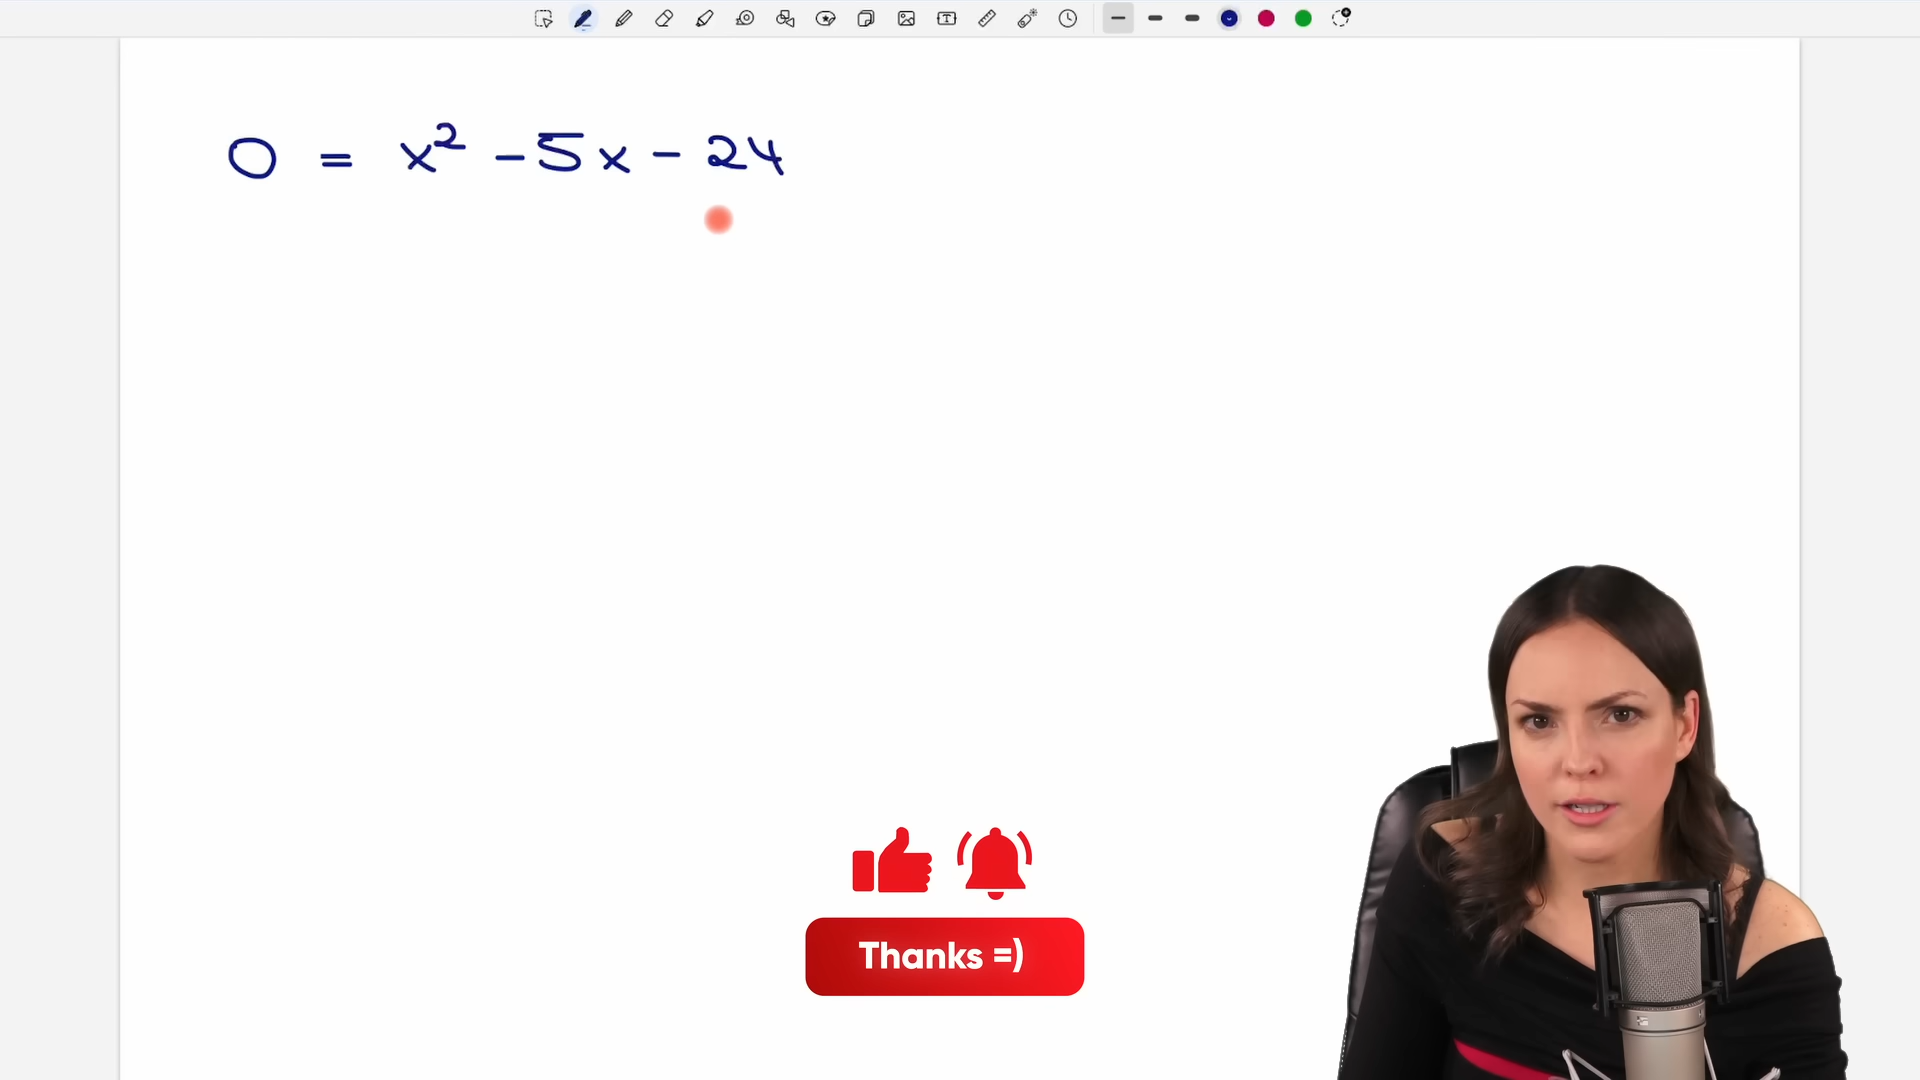 0 = x² - 5x - 24
Thanks =)